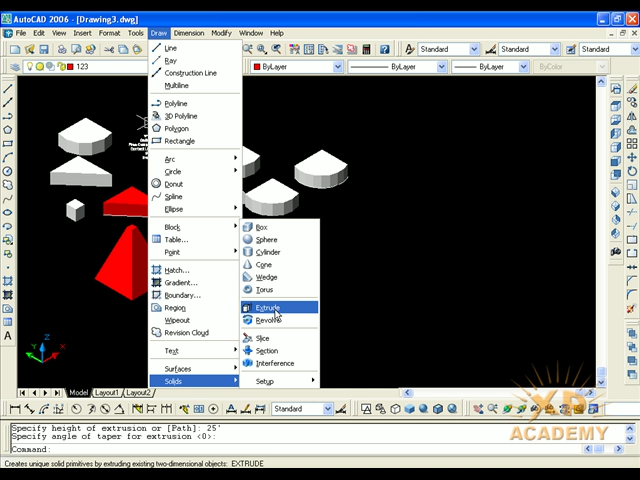 AutoCAD 2006 - [Drawing3.dwg]
File Edit View Insert Format Tools Draw Dimension Modify Window Help
Standard Standard Standard
123 ByLayer ByLayer ByLayer ByColor
Line
Ray
Construction Line
Multiline
Polyline
3D Polyline
Polygon
Rectangle
Arc
Circle
Donut
Spline
Ellipse
Block
Table...
Point
Hatch...
Gradient...
Boundary...
Region
Wipeout
Revision Cloud
Text
Surfaces
Solids
Box
Sphere
Cylinder
Cone
Wedge
Torus
Extrude
Revolve
Slice
Section
Interference
Setup
Z
X
Y
Model Layout1 Layout2
Standard
Specify height of extrusion or [Path]: 25'
Specify angle of taper for extrusion <0>:
Command:
Creates unique solid primitives by extruding existing two-dimensional objects: EXTRUDE
XP
ACADEMY